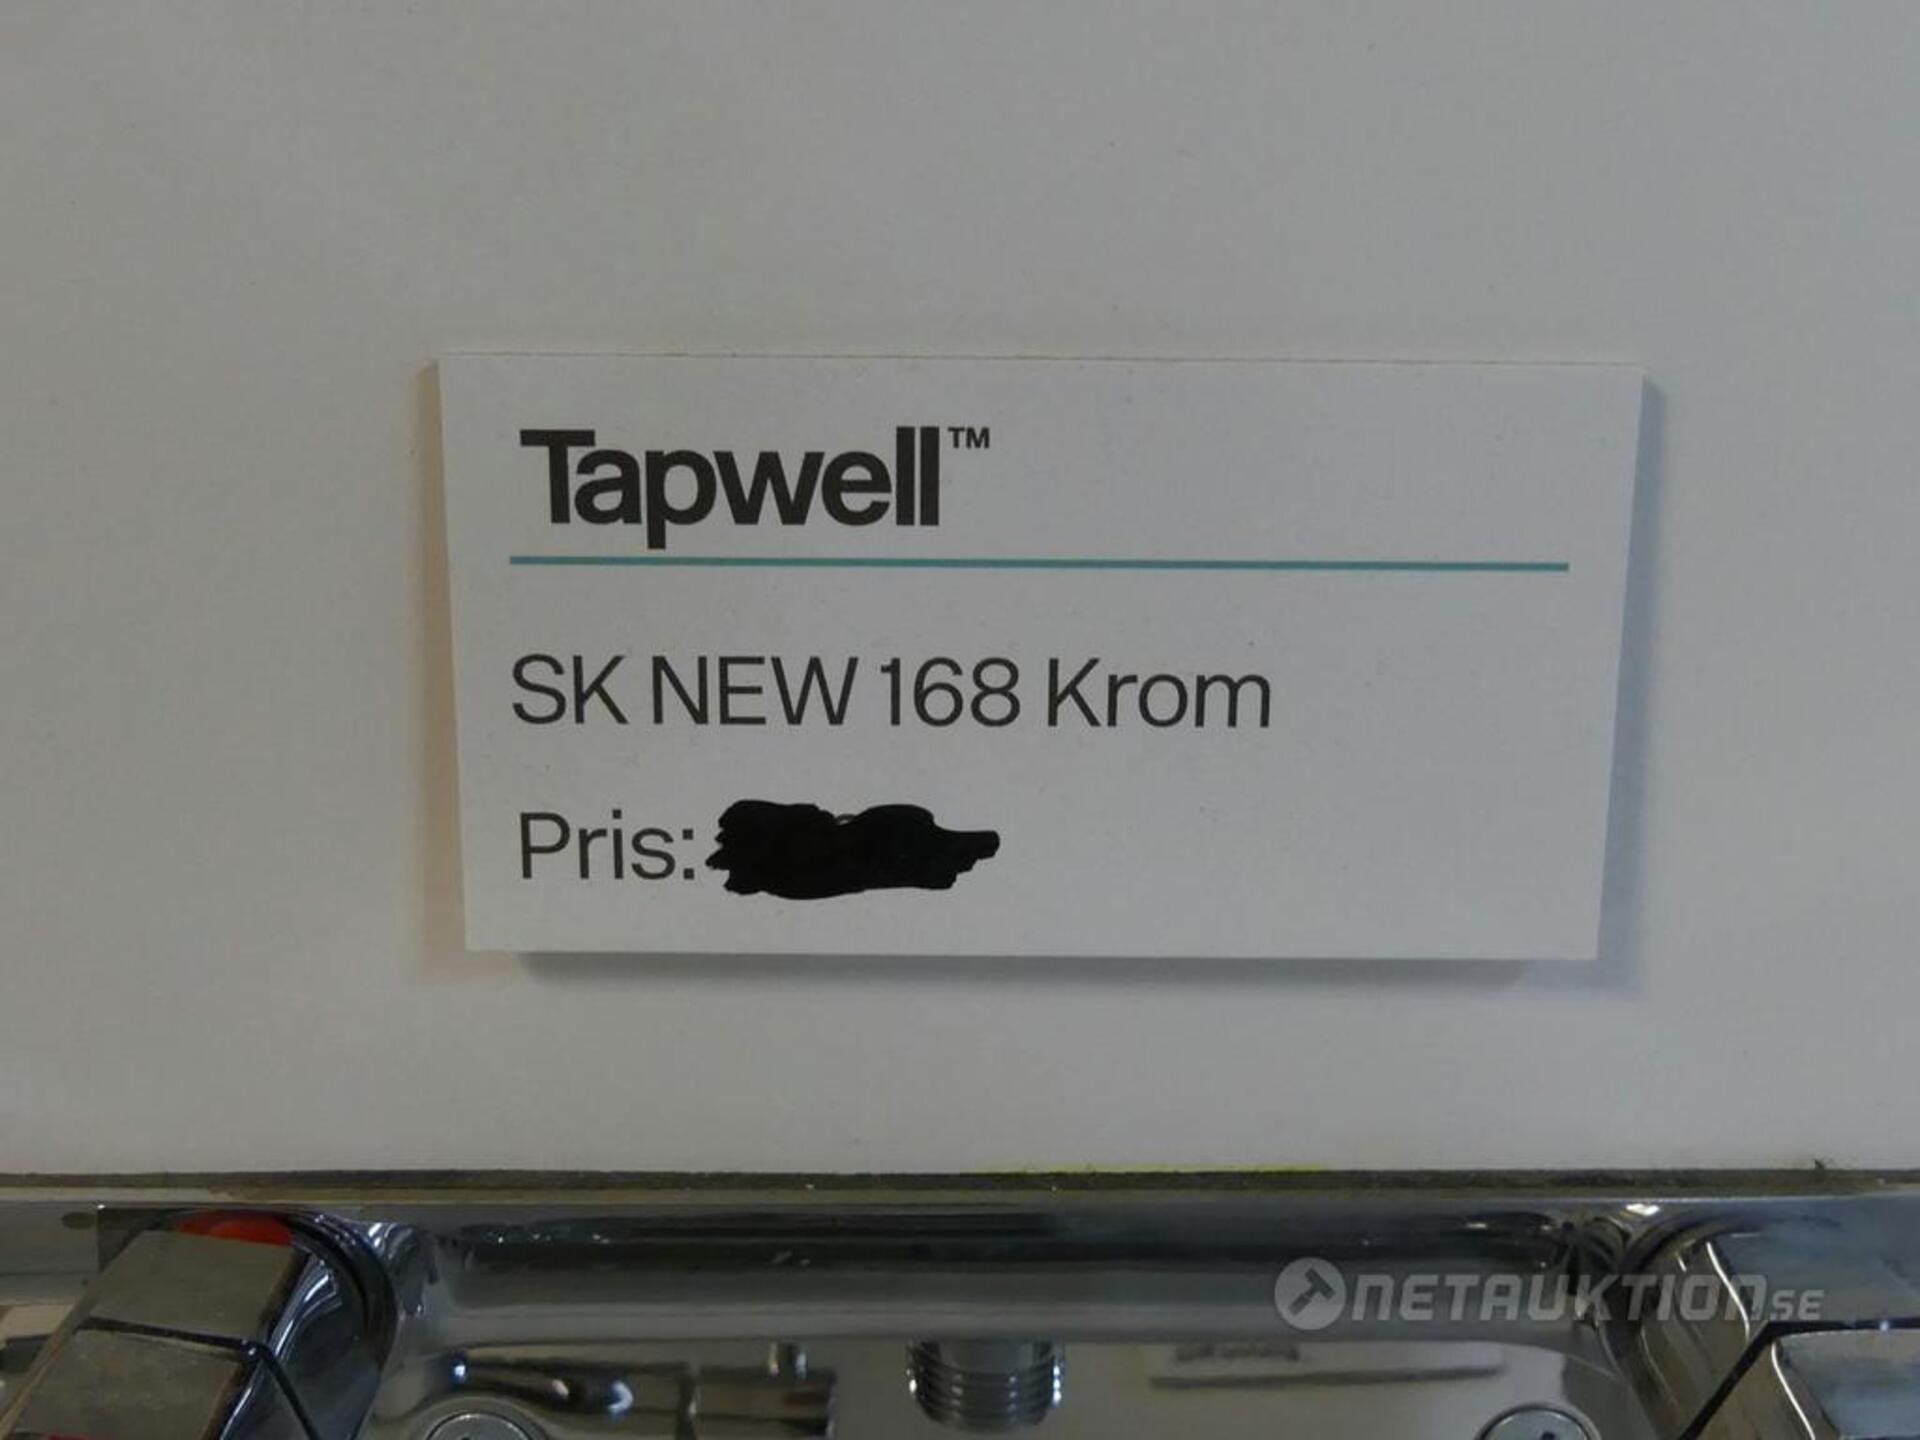 Tapwell™
SK NEW 168 Krom
Pris:
NETAUKTION.SE